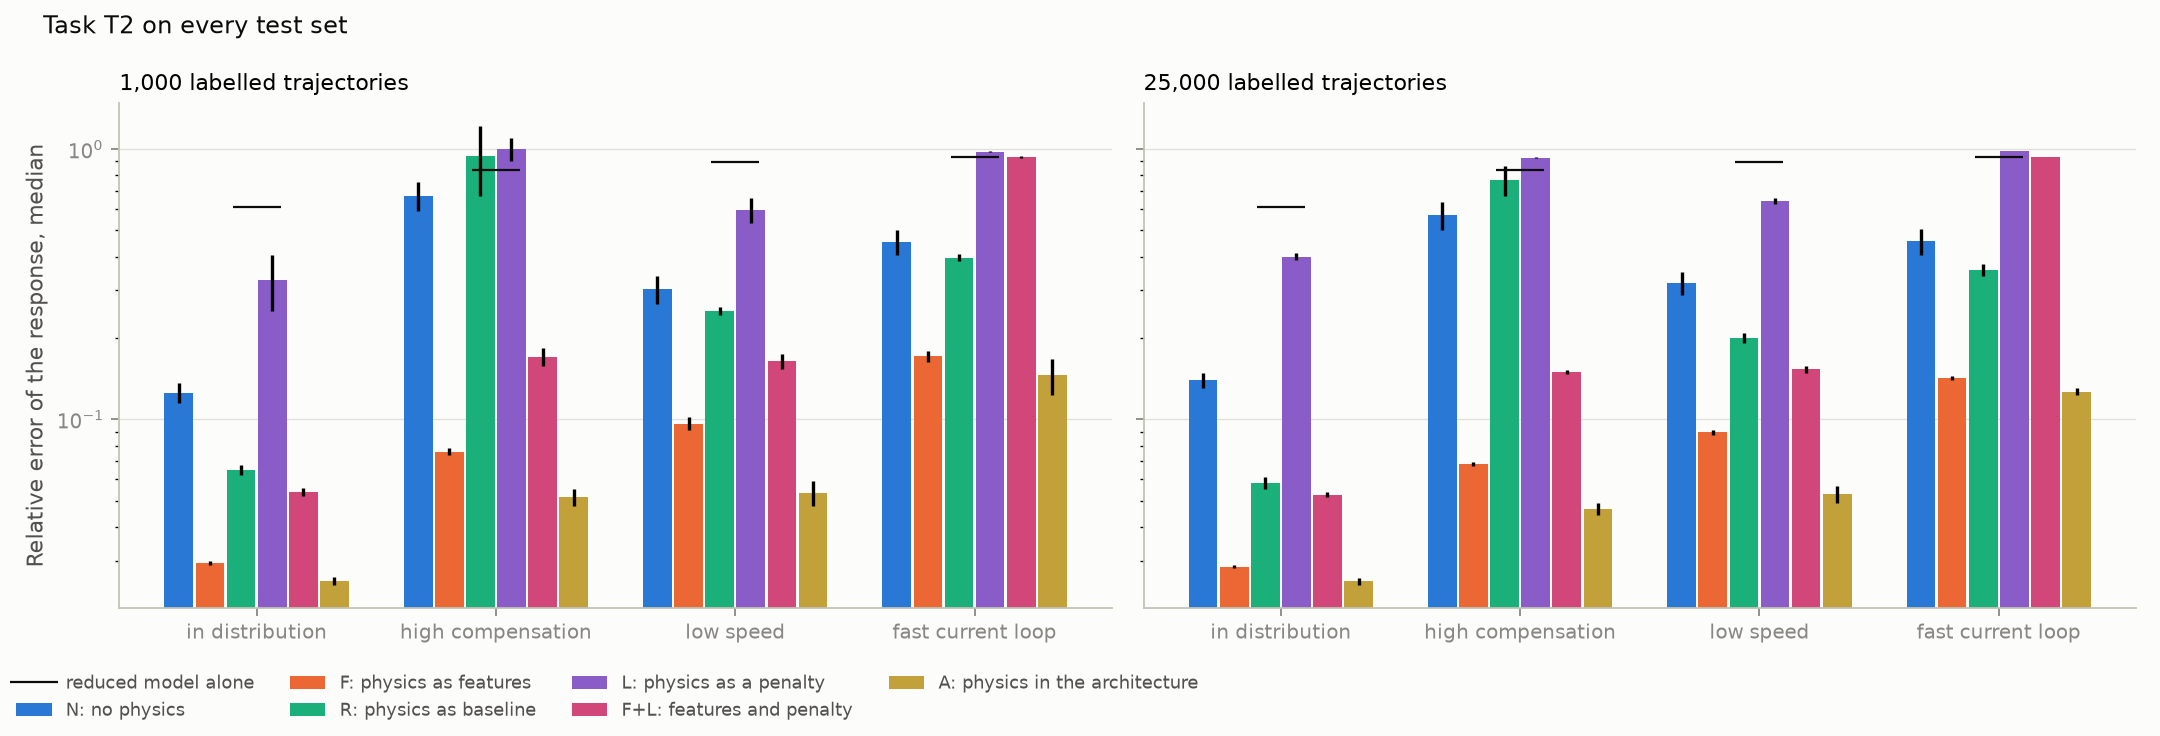 Task T2 on every test set
1,000 labelled trajectories
25,000 labelled trajectories
Relative error of the response, median
10⁰
10⁻¹
in distribution
high compensation
low speed
fast current loop
in distribution
high compensation
low speed
fast current loop
reduced model alone
N: no physics
F: physics as features
R: physics as baseline
L: physics as a penalty
F+L: features and penalty
A: physics in the architecture